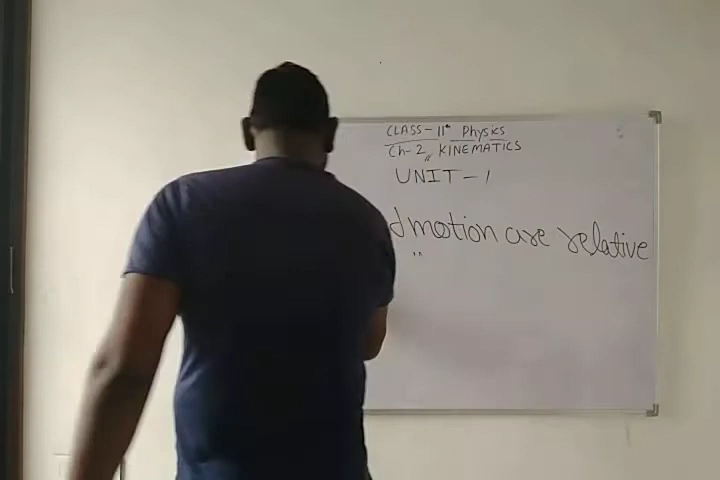 CLASS-11th Physics
Ch-2,, KINEMATICS
UNIT-1
d motion are relative
"